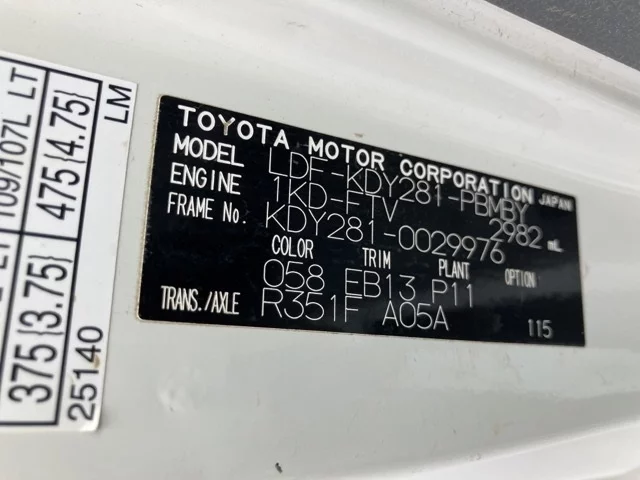 TOYOTA MOTOR CORPORATION JAPAN
MODEL LDF-KDY281-PBMBY
ENGINE 1KD-FTV 2982 mL
FRAME No. KDY281-0029976
COLOR TRIM PLANT OPTION
058 EB13 P11
TRANS./AXLE R351F A05A 115
109/107L LT
375{3.75} 475{4.75}
25140 LM